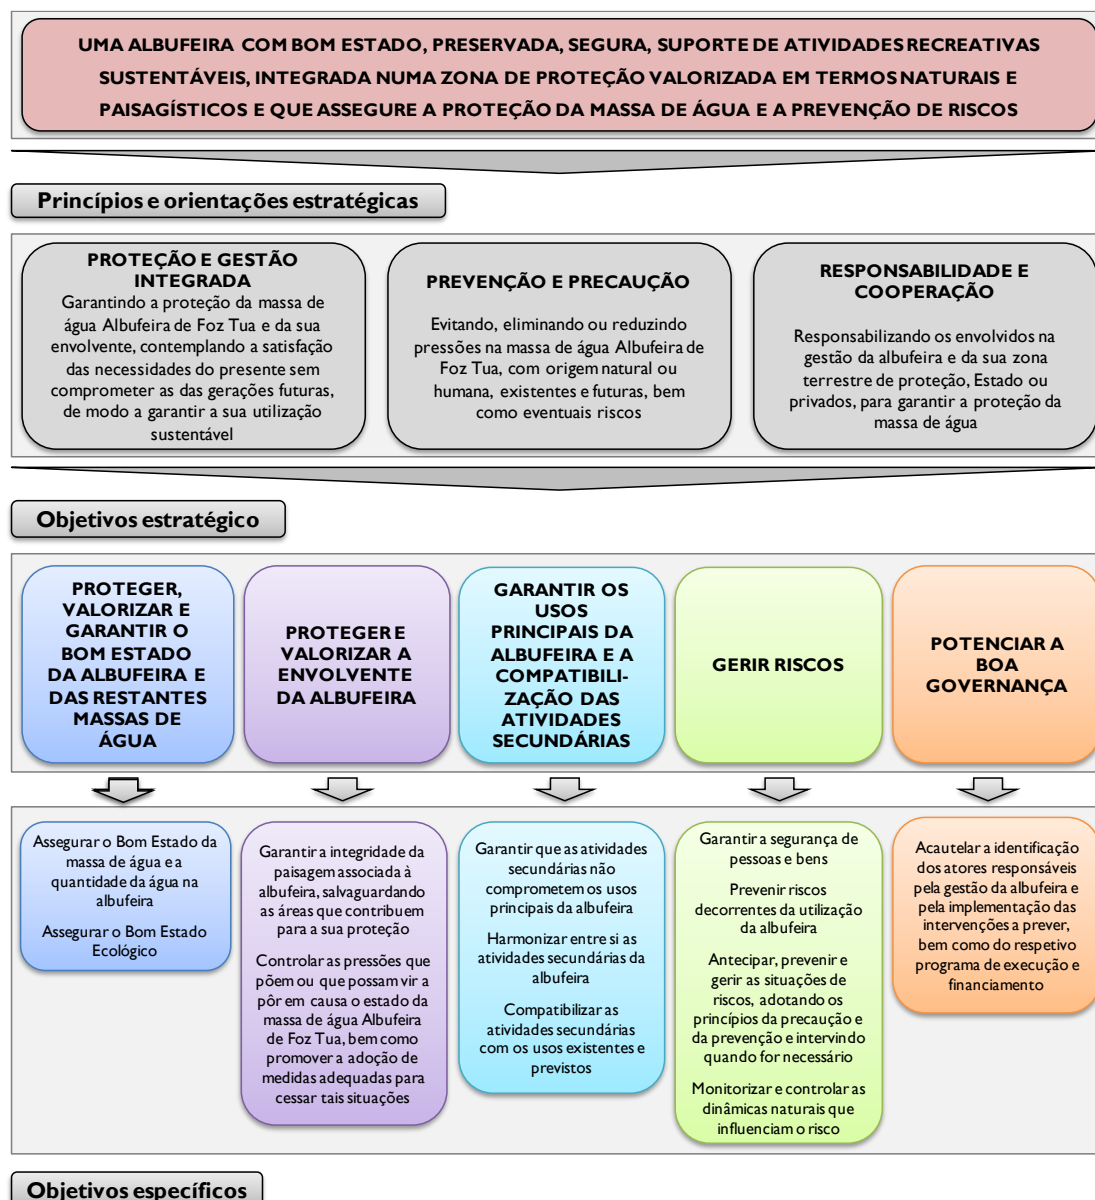 UMA ALBUFEIRA COM BOM ESTADO, PRESERVADA, SEGURA, SUPORTE DE ATIVIDADES RECREATIVAS
SUSTENTÁVEIS, INTEGRADA NUMA ZONA DE PROTEÇÃO VALORIZADA EM TERMOS NATURAIS E
PAISAGÍSTICOS E QUE ASSEGURE A PROTEÇÃO DA MASSA DE ÁGUA E A PREVENÇÃO DE RISCOS
Princípios e orientações estratégicas
PROTEÇÃO E GESTÃO
INTEGRADA
Garantindo a proteção da massa de
água Albufeira de Foz Tua e da sua
envolvente, contemplando a satisfação
das necessidades do presente sem
comprometer as das gerações futuras,
de modo a garantir a sua utilização
sustentável
PREVENÇÃO E PRECAUÇÃO
Evitando, eliminando ou reduzindo
pressões na massa de água Albufeira de
Foz Tua, com origem natural ou
humana, existentes e futuras, bem
como eventuais riscos
RESPONSABILIDADE E
COOPERAÇÃO
Responsabilizando os envolvidos na
gestão da albufeira e da sua zona
terrestre de proteção, Estado ou
privados, para garantir a proteção da
massa de água
Objetivos estratégico
PROTEGER,
VALORIZAR E
GARANTIR O
BOM ESTADO
DA ALBUFEIRA E
DAS RESTANTES
MASSAS DE
ÁGUA
PROTEGER E
VALORIZAR A
ENVOLVENTE
DA ALBUFEIRA
GARANTIR OS
USOS
PRINCIPAIS DA
ALBUFEIRA E A
COMPATIBILI-
ZAÇÃO DAS
ATIVIDADES
SECUNDÁRIAS
GERIR RISCOS
POTENCIAR A
BOA
GOVERNANÇA
Assegurar o Bom Estado da
massa de água e a
quantidade da água na
albufeira
Assegurar o Bom Estado
Ecológico
Garantir a integridade da
paisagem associada à
albufeira, salvaguardando
as áreas que contribuem
para a sua proteção
Controlar as pressões que
põem ou que possam vir a
pôr em causa o estado da
massa de água Albufeira
de Foz Tua, bem como
promover a adoção de
medidas adequadas para
cessar tais situações
Garantir que as atividades
secundárias não
comprometem os usos
principais da albufeira
Harmonizar entre si as
atividades secundárias da
albufeira
Compatibilizar as
atividades secundárias
com os usos existentes e
previstos
Garantir a segurança de
pessoas e bens
Prevenir riscos
decorrentes da utilização
da albufeira
Antecipar, prevenir e
gerir as situações de
riscos, adotando os
princípios da precaução e
da prevenção e intervindo
quando for necessário
Monitorizar e controlar as
dinâmicas naturais que
influenciam o risco
Acautelar a identificação
dos atores responsáveis
pela gestão da albufeira e
pela implementação das
intervenções a prever,
bem como do respetivo
programa de execução e
financiamento
Objetivos específicos